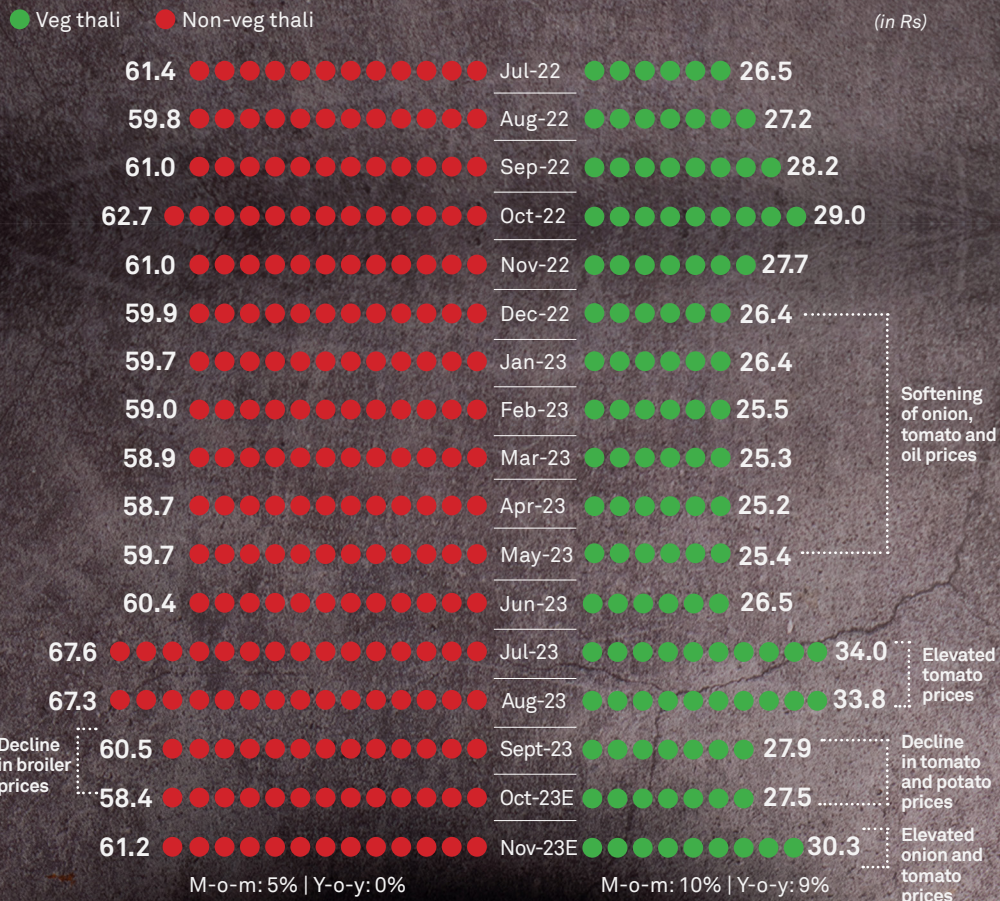 Veg thali Non-veg thali (in Rs)
61.4 Jul-22 26.5
59.8 Aug-22 27.2
61.0 Sep-22 28.2
62.7 Oct-22 29.0
61.0 Nov-22 27.7
59.9 Dec-22 26.4
59.7 Jan-23 26.4
59.0 Feb-23 25.5
58.9 Mar-23 25.3
58.7 Apr-23 25.2
59.7 May-23 25.4
Softening
of onion,
tomato and
oil prices
60.4 Jun-23 26.5
67.6 Jul-23 34.0
67.3 Aug-23 33.8
Elevated
tomato
prices
60.5 Sept-23 27.9
58.4 Oct-23E 27.5
Decline
in broiler
prices
Decline
in tomato
and potato
prices
61.2 Nov-23E 30.3
Elevated
onion and
tomato
prices
M-o-m: 5% | Y-o-y: 0% M-o-m: 10% | Y-o-y: 9%